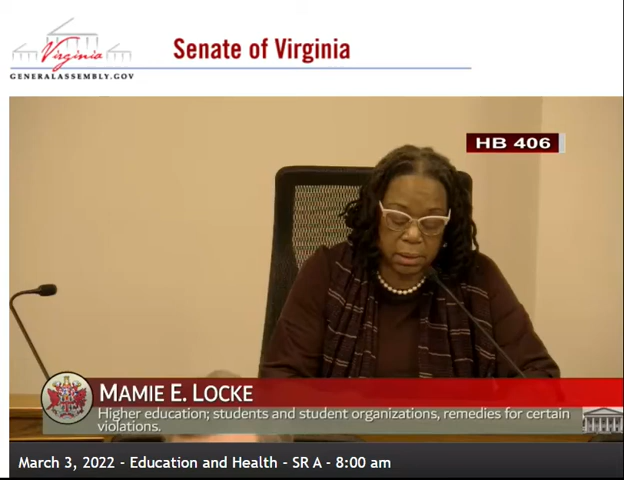 Virginia
GENERALASSEMBLY.GOV
Senate of Virginia
HB 406
MAMIE E. LOCKE
Higher education; students and student organizations, remedies for certain
violations.
March 3, 2022 - Education and Health - SR A - 8:00 am